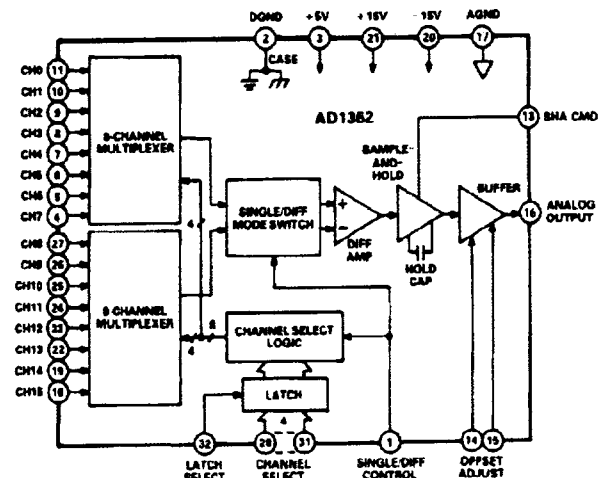 DGND
+5V
+15V
-15V
AGND
2
3
21
20
17
CASE
AD1362
CH0 11
CH1 10
CH2 9
CH3 8
CH4 7
CH5 6
CH6 5
CH7 4
8-CHANNEL
MULTIPLEXER
13 SHA CMD
SAMPLE-
AND-
HOLD
BUFFER
SINGLE/DIFF
MODE SWITCH
+
-
DIFF
AMP
HOLD
CAP
16 ANALOG
OUTPUT
4
CH8 27
CH9 26
CH10 25
CH11 24
CH12 23
CH13 22
CH14 19
CH15 18
8-CHANNEL
MULTIPLEXER
4
CHANNEL SELECT
LOGIC
LATCH
4
32
28
31
1
14
15
LATCH
SELECT
CHANNEL
SELECT
SINGLE/DIFF
CONTROL
OFFSET
ADJUST